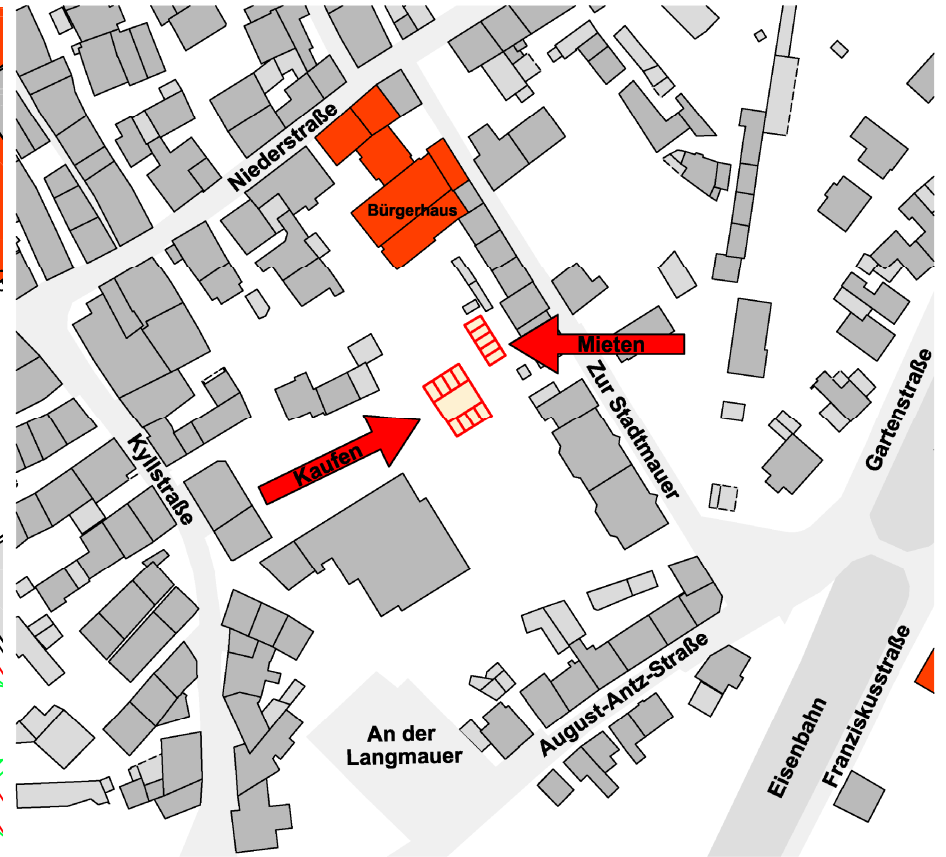 Niederstraße
Bürgerhaus
Mieten
Zur Stadtmauer
Gartenstraße
Kaufen
Kyllstraße
An der
Langmauer
August-Antz-Straße
Eisenbahn
Franziskusstraße